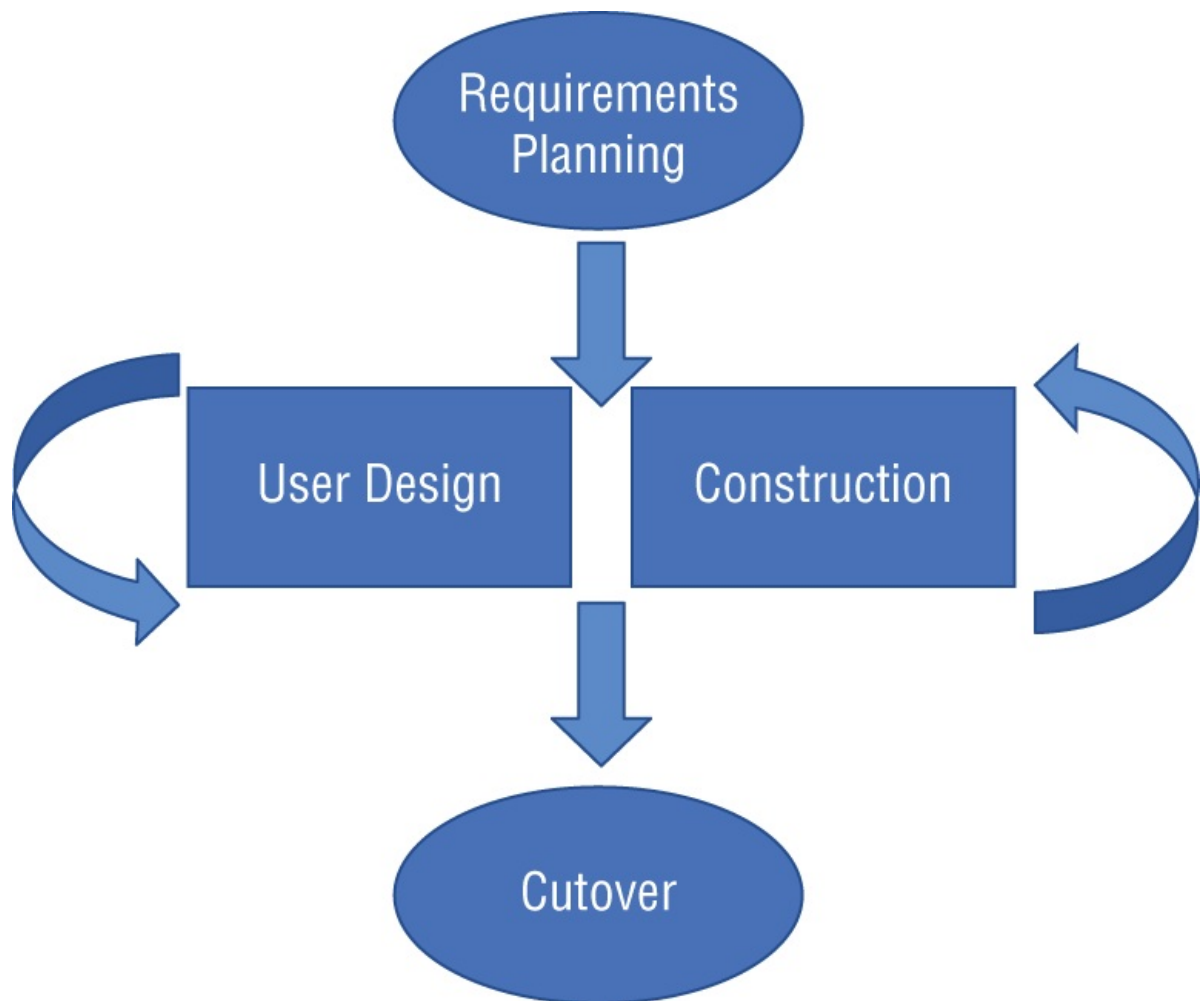 Requirements
Planning
User Design
Construction
Cutover